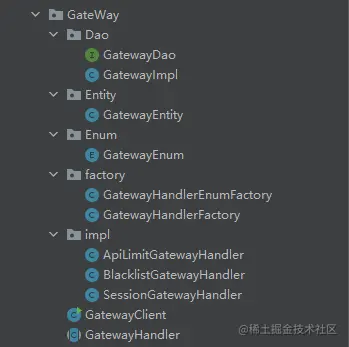 GateWay
Dao
GatewayDao
GatewayImpl
Entity
GatewayEntity
Enum
GatewayEnum
factory
GatewayHandlerEnumFactory
GatewayHandlerFactory
impl
ApiLimitGatewayHandler
BlacklistGatewayHandler
SessionGatewayHandler
GatewayClient
GatewayHandler
@稀土掘金技术社区